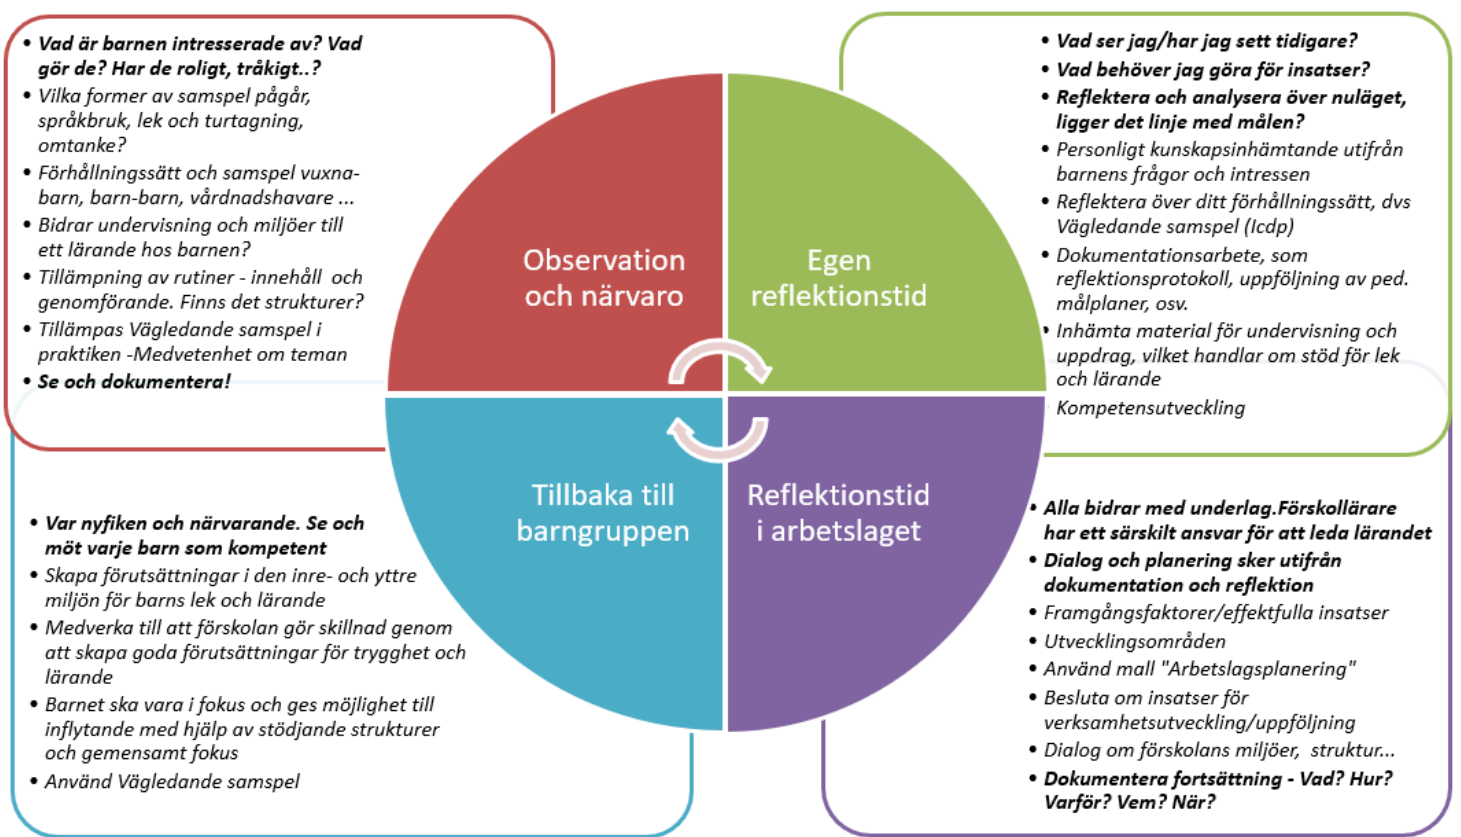 • Vad är barnen intresserade av? Vad
gör de? Har de roligt, tråkigt..?
• Vilka former av samspel pågår,
språkbruk, lek och turtagning,
omtanke?
• Förhållningssätt och samspel vuxna-
barn, barn-barn, vårdnadshavare ...
• Bidrar undervisning och miljöer till
ett lärande hos barnen?
• Tillämpning av rutiner - innehåll och
genomförande. Finns det strukturer?
• Tillämpas Vägledande samspel i
praktiken -Medvetenhet om teman
• Se och dokumentera!
• Vad ser jag/har jag sett tidigare?
• Vad behöver jag göra för insatser?
• Reflektera och analysera över nuläget,
ligger det linje med målen?
• Personligt kunskapsinhämtande utifrån
barnens frågor och intressen
• Reflektera över ditt förhållningssätt, dvs
Vägledande samspel (Icdp)
• Dokumentationsarbete, som
reflektionsprotokoll, uppföljning av ped.
målplaner, osv.
• Inhämta material för undervisning och
uppdrag, vilket handlar om stöd för lek
och lärande
• Kompetensutveckling
Observation
och närvaro
Egen
reflektionstid
Tillbaka till
barngruppen
Reflektionstid
i arbetslaget
• Var nyfiken och närvarande. Se och
möt varje barn som kompetent
• Skapa förutsättningar i den inre- och yttre
miljön för barns lek och lärande
• Medverka till att förskolan gör skillnad genom
att skapa goda förutsättningar för trygghet och
lärande
• Barnet ska vara i fokus och ges möjlighet till
inflytande med hjälp av stödjande strukturer
och gemensamt fokus
• Använd Vägledande samspel
• Alla bidrar med underlag.Förskollärare
har ett särskilt ansvar för att leda lärandet
• Dialog och planering sker utifrån
dokumentation och reflektion
• Framgångsfaktorer/effektfulla insatser
• Utvecklingsområden
• Använd mall "Arbetslagsplanering"
• Besluta om insatser för
verksamhetsutveckling/uppföljning
• Dialog om förskolans miljöer, struktur...
• Dokumentera fortsättning - Vad? Hur?
Varför? Vem? När?